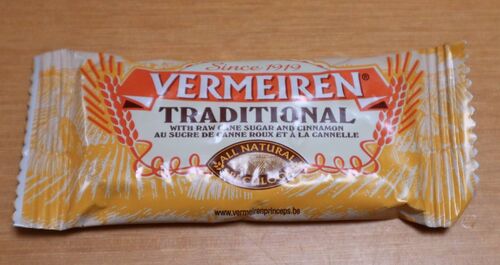 Since 1919
VERMEIREN®
TRADITIONAL
WITH RAW CANE SUGAR AND CINNAMON
AU SUCRE DE CANNE ROUX ET À LA CANNELLE
ALL NATURAL
www.vermeirenprinceps.be